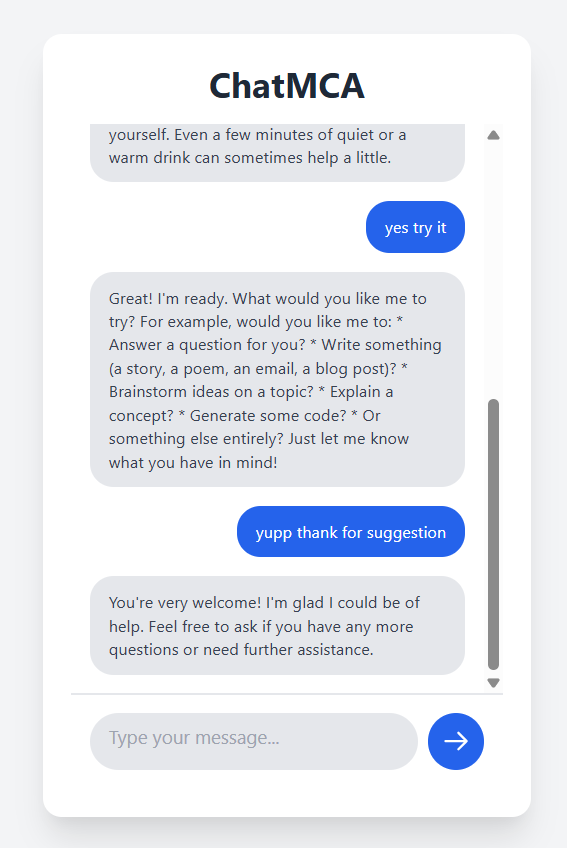 ChatMCA
yourself. Even a few minutes of quiet or a
warm drink can sometimes help a little.
yes try it
Great! I'm ready. What would you like me to
try? For example, would you like me to: *
Answer a question for you? * Write something
(a story, a poem, an email, a blog post)? *
Brainstorm ideas on a topic? * Explain a
concept? * Generate some code? * Or
something else entirely? Just let me know
what you have in mind!
yupp thank for suggestion
You're very welcome! I'm glad I could be of
help. Feel free to ask if you have any more
questions or need further assistance.
Type your message...